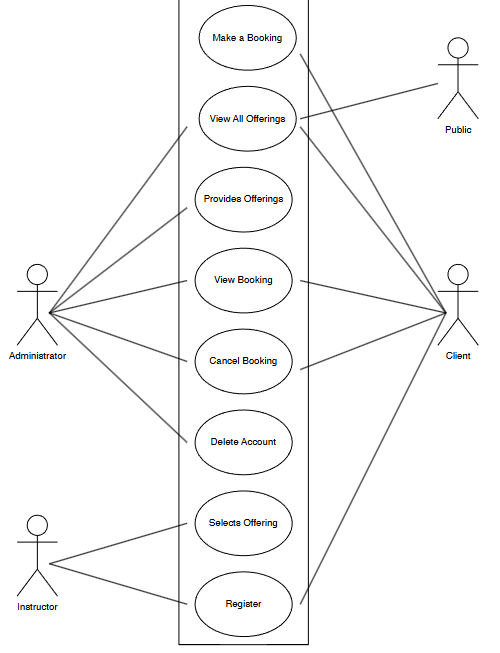 Make a Booking
View All Offerings
Public
Provides Offerings
View Booking
Administrator
Client
Cancel Booking
Delete Account
Selects Offering
Instructor
Register